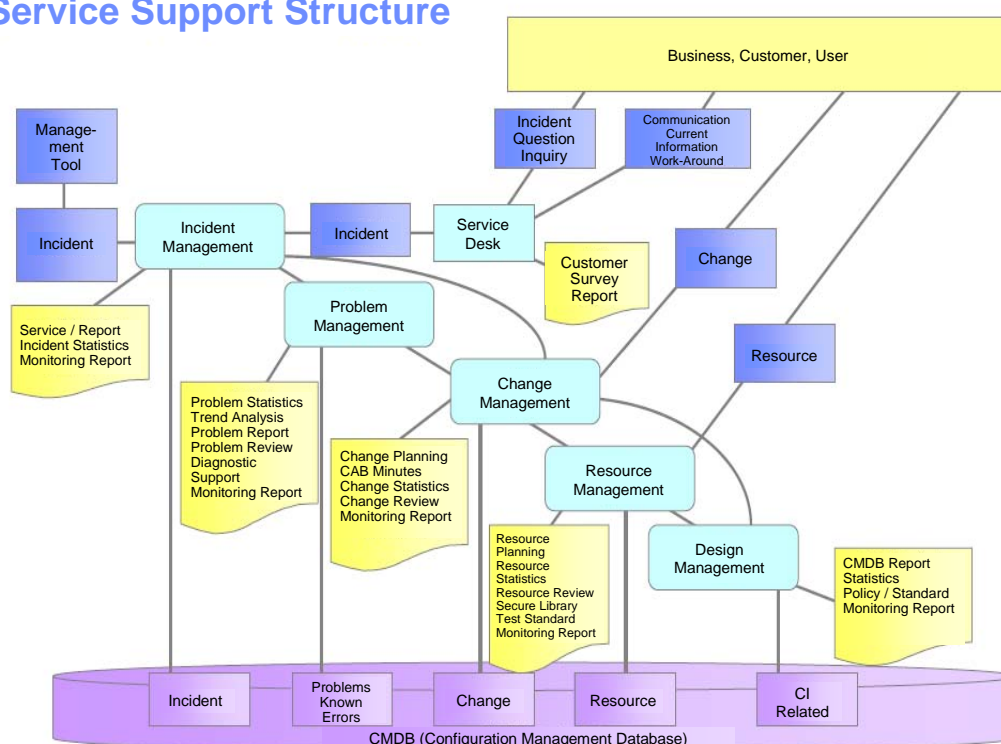 Service Support Structure
Business, Customer, User
Manage-
ment
Tool
Incident
Question
Inquiry
Communication
Current
Information
Work-Around
Incident
Incident
Management
Incident
Service
Desk
Change
Customer
Survey
Report
Problem
Management
Service / Report
Incident Statistics
Monitoring Report
Resource
Change
Management
Problem Statistics
Trend Analysis
Problem Report
Problem Review
Diagnostic
Support
Monitoring Report
Change Planning
CAB Minutes
Change Statistics
Change Review
Monitoring Report
Resource
Management
Resource
Planning
Resource
Statistics
Resource Review
Secure Library
Test Standard
Monitoring Report
Design
Management
CMDB Report
Statistics
Policy / Standard
Monitoring Report
Incident
Problems
Known
Errors
Change
Resource
CI
Related
CMDB (Configuration Management Database)